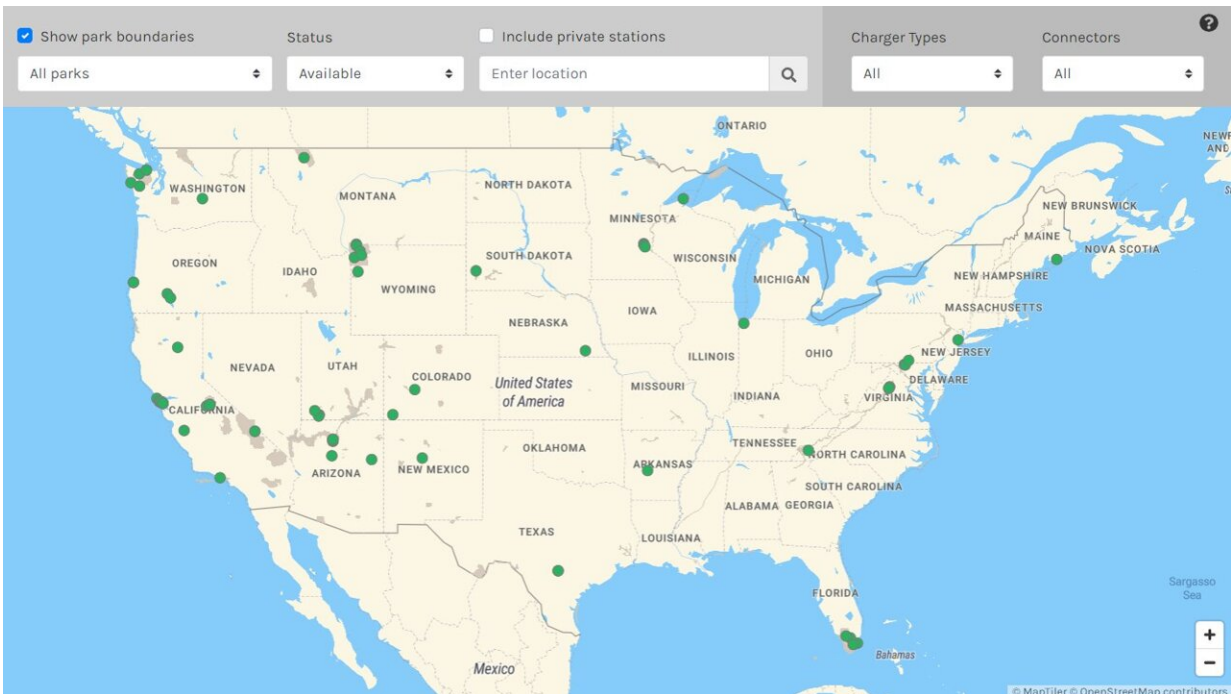 Show park boundaries
Status
Include private stations
Charger Types
Connectors
?
All parks
Available
Enter location
All
All
ONTARIO
WASHINGTON
MONTANA
NORTH DAKOTA
MINNESOTA
NEW BRUNSWICK
MAINE
NOVA SCOTIA
OREGON
IDAHO
SOUTH DAKOTA
WISCONSIN
MICHIGAN
NEW HAMPSHIRE
WYOMING
MASSACHUSETTS
NEBRASKA
IOWA
NEVADA
UTAH
COLORADO
United States
of America
ILLINOIS
OHIO
NEW JERSEY
DELAWARE
MISSOURI
INDIANA
VIRGINIA
CALIFORNIA
ARIZONA
NEW MEXICO
OKLAHOMA
ARKANSAS
TENNESSEE
NORTH CAROLINA
SOUTH CAROLINA
ALABAMA
GEORGIA
TEXAS
LOUISIANA
FLORIDA
Sargasso
Sea
Bahamas
Mexico
+
−
© MapTiler © OpenStreetMap contributors